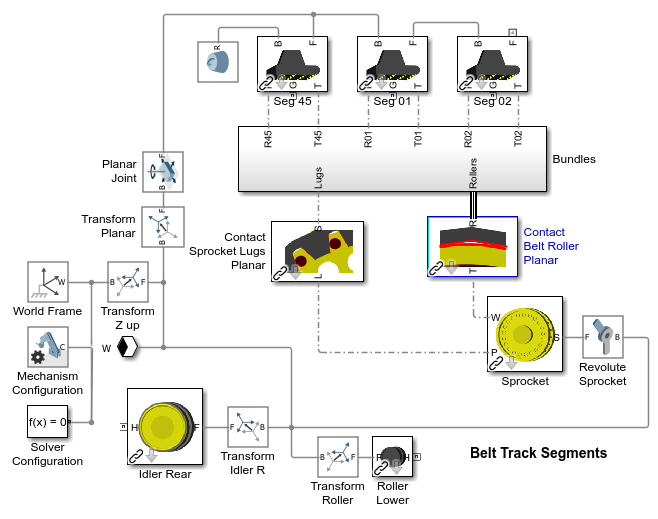 R
B
F
B
F
B
F
R
G
T
G
T
G
T
Seg 45
Seg 01
Seg 02
R45
T45
R01
T01
R02
T02
Bundles
Lugs
Rollers
Planar
Joint
F
B
Transform
Planar
F
B
Contact
Sprocket Lugs
Planar
S
L
R
T
Contact
Belt Roller
Planar
W
World Frame
B
F
Transform
Z up
W
C
Mechanism
Configuration
f(x) = 0
Solver
Configuration
W
P
S
Sprocket
F
B
Revolute
Sprocket
H
F
Idler Rear
F
B
Transform
Idler R
B
F
Transform
Roller
F
H
Roller
Lower
Belt Track Segments